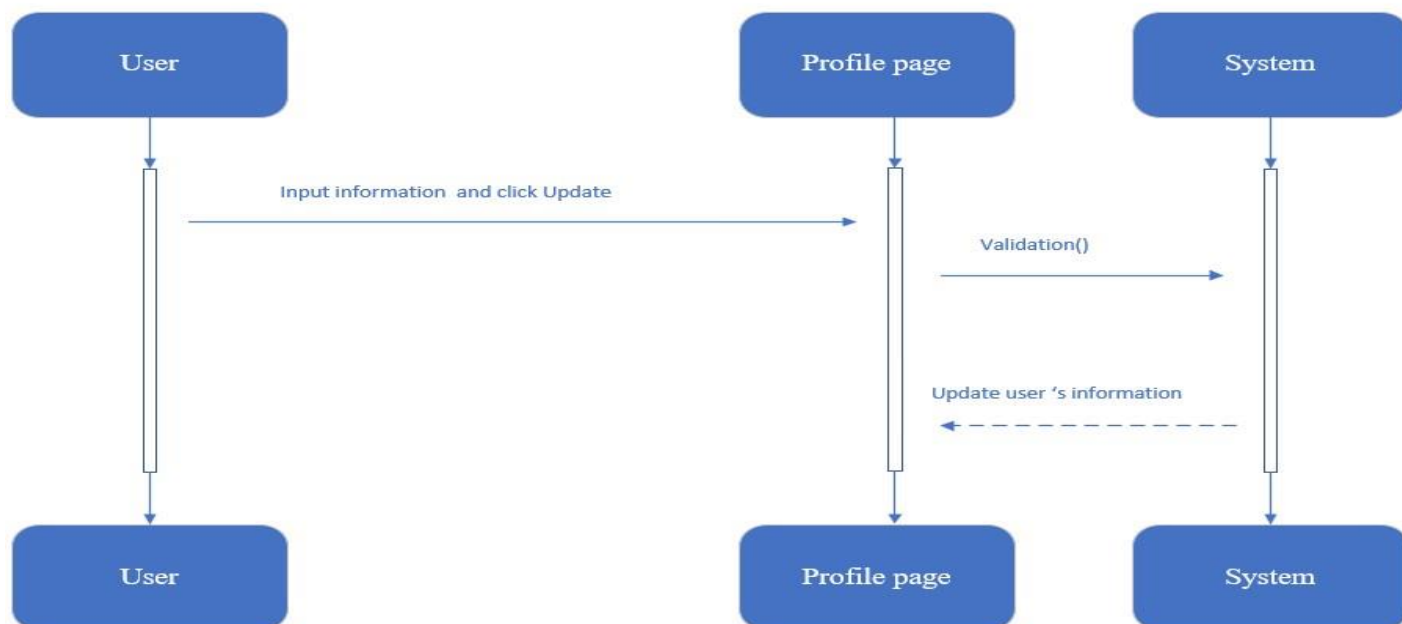 User
Profile page
System
Input information  and click Update
Validation()
Update user ‘s information
User
Profile page
System